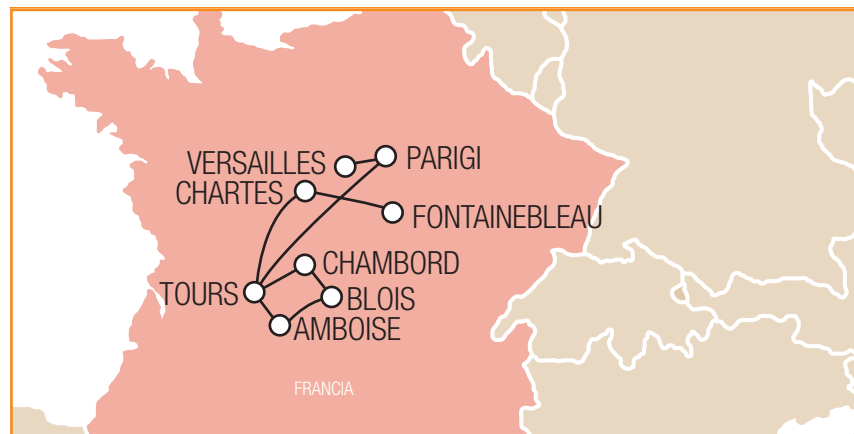 VERSAILLES
PARIGI
CHARTES
FONTAINEBLEAU
CHAMBORD
TOURS
BLOIS
AMBOISE
FRANCIA